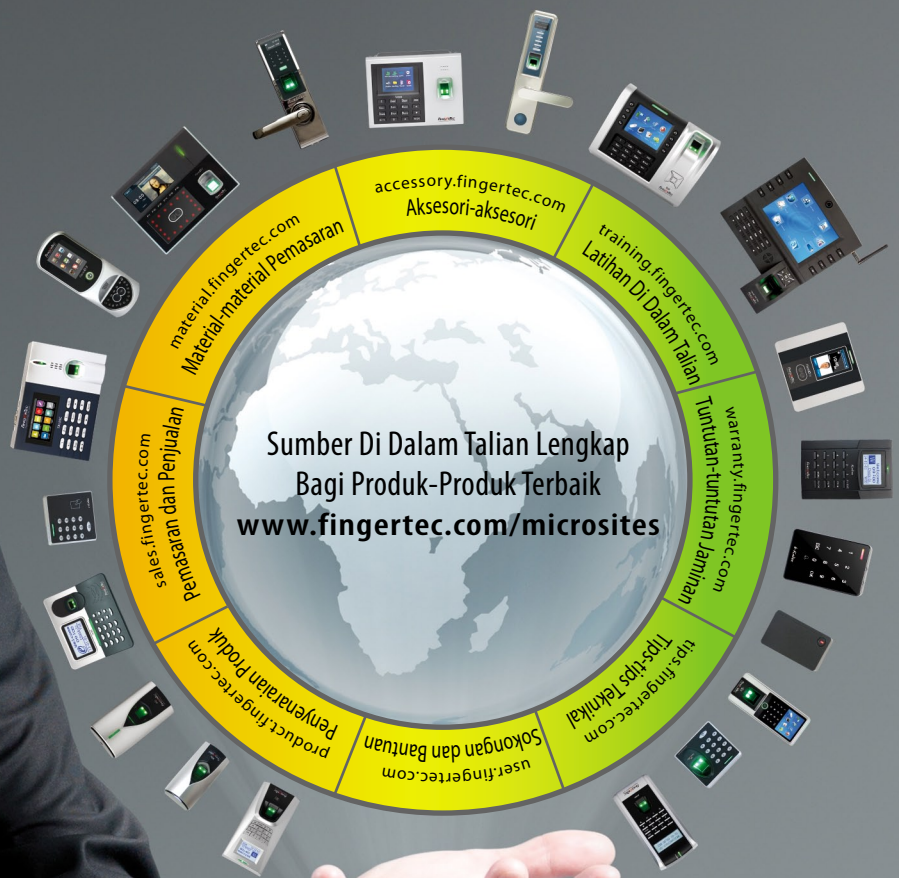 accessory.fingertec.com
Aksesori-aksesori
training.fingertec.com
Latihan Di Dalam Talian
warranty.fingertec.com
Tuntutan-tuntutan Jaminan
tips.fingertec.com
Tips-tips Teknikal
user.fingertec.com
Sokongan dan Bantuan
product.fingertec.com
Penyenaraian Produk
sales.fingertec.com
Pemasaran dan Penjualan
material.fingertec.com
Material-material Pemasaran
Sumber Di Dalam Talian Lengkap
Bagi Produk-Produk Terbaik
www.fingertec.com/microsites